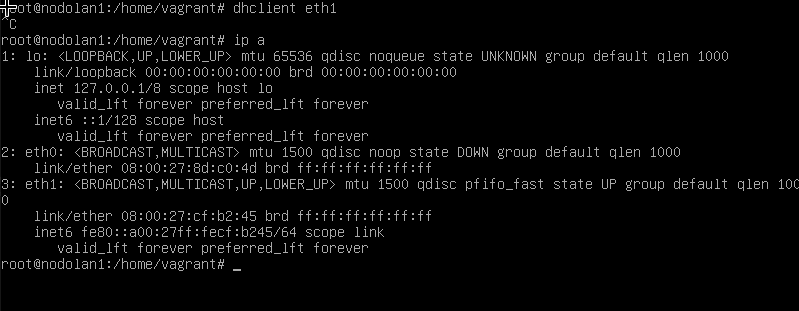 root@nodolan1:/home/vagrant# dhclient eth1
^C
root@nodolan1:/home/vagrant# ip a
1: lo: <LOOPBACK,UP,LOWER_UP> mtu 65536 qdisc noqueue state UNKNOWN group default qlen 1000
    link/loopback 00:00:00:00:00:00 brd 00:00:00:00:00:00
    inet 127.0.0.1/8 scope host lo
       valid_lft forever preferred_lft forever
    inet6 ::1/128 scope host
       valid_lft forever preferred_lft forever
2: eth0: <BROADCAST,MULTICAST> mtu 1500 qdisc noop state DOWN group default qlen 1000
    link/ether 08:00:27:8d:c0:4d brd ff:ff:ff:ff:ff:ff
3: eth1: <BROADCAST,MULTICAST,UP,LOWER_UP> mtu 1500 qdisc pfifo_fast state UP group default qlen 100
0
    link/ether 08:00:27:cf:b2:45 brd ff:ff:ff:ff:ff:ff
    inet6 fe80::a00:27ff:fecf:b245/64 scope link
       valid_lft forever preferred_lft forever
root@nodolan1:/home/vagrant# _